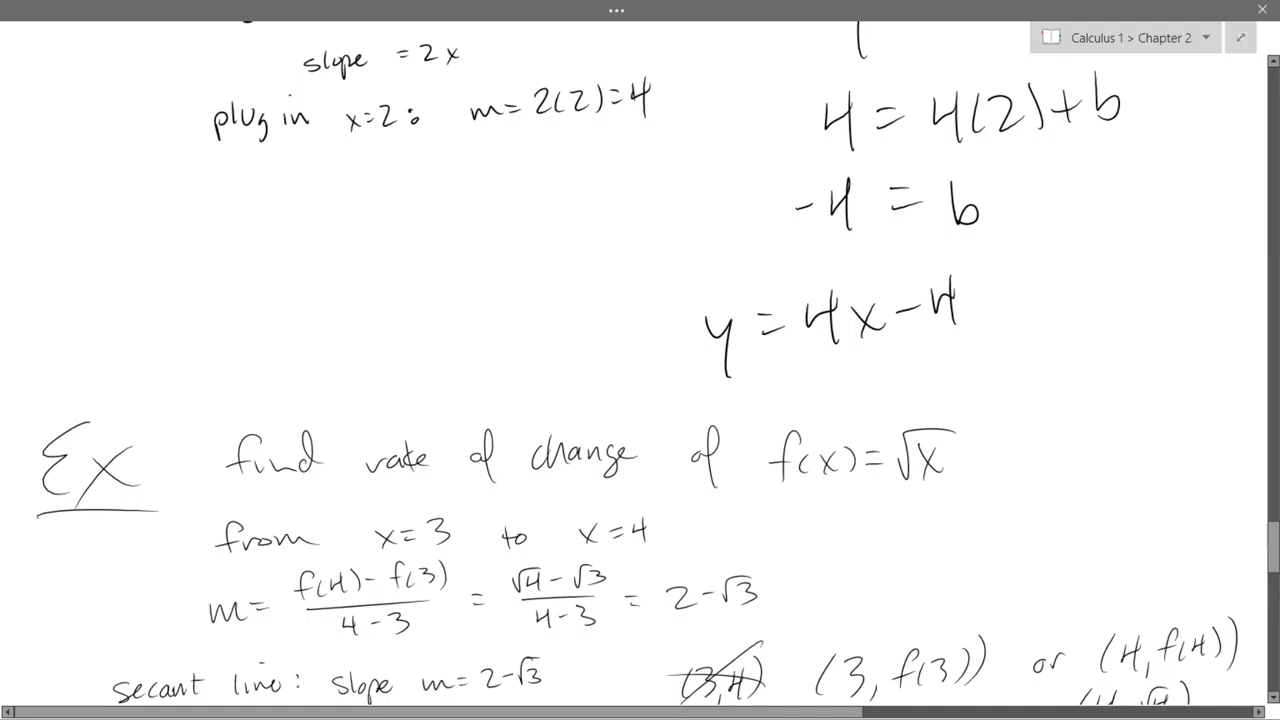 Calculus 1 > Chapter 2
slope = 2x
plug in x=2: m=2(2)=4
4 = 4(2)+b
-4 = b
y = 4x-4
Ex find rate of change of f(x)=√x
from x=3 to x=4
m= f(4)-f(3) / 4-3 = √4-√3 / 4-3 = 2-√3
secant line: slope m=2-√3 (3,4) (3, f(3)) or (4, f(4))
(4, √4)